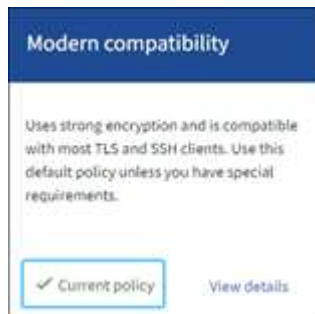 Modern compatibility
Uses strong encryption and is compatible
with most TLS and SSH clients. Use this
default policy unless you have special
requirements.
✓ Current policy
View details